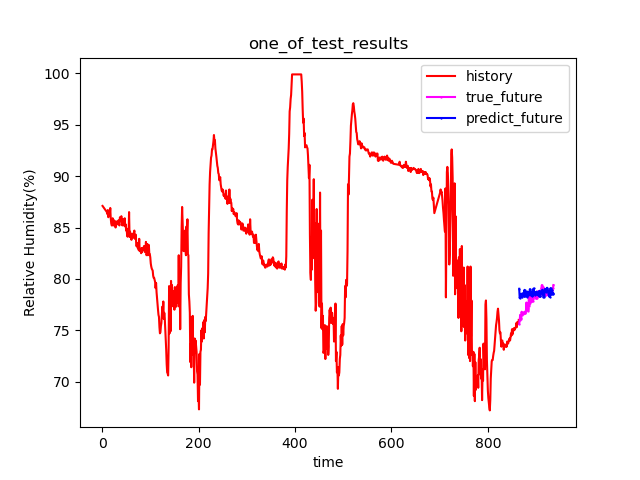 one_of_test_results
history
true_future
predict_future
Relative Humidity(%)
100
95
90
85
80
75
70
0
200
400
600
800
time